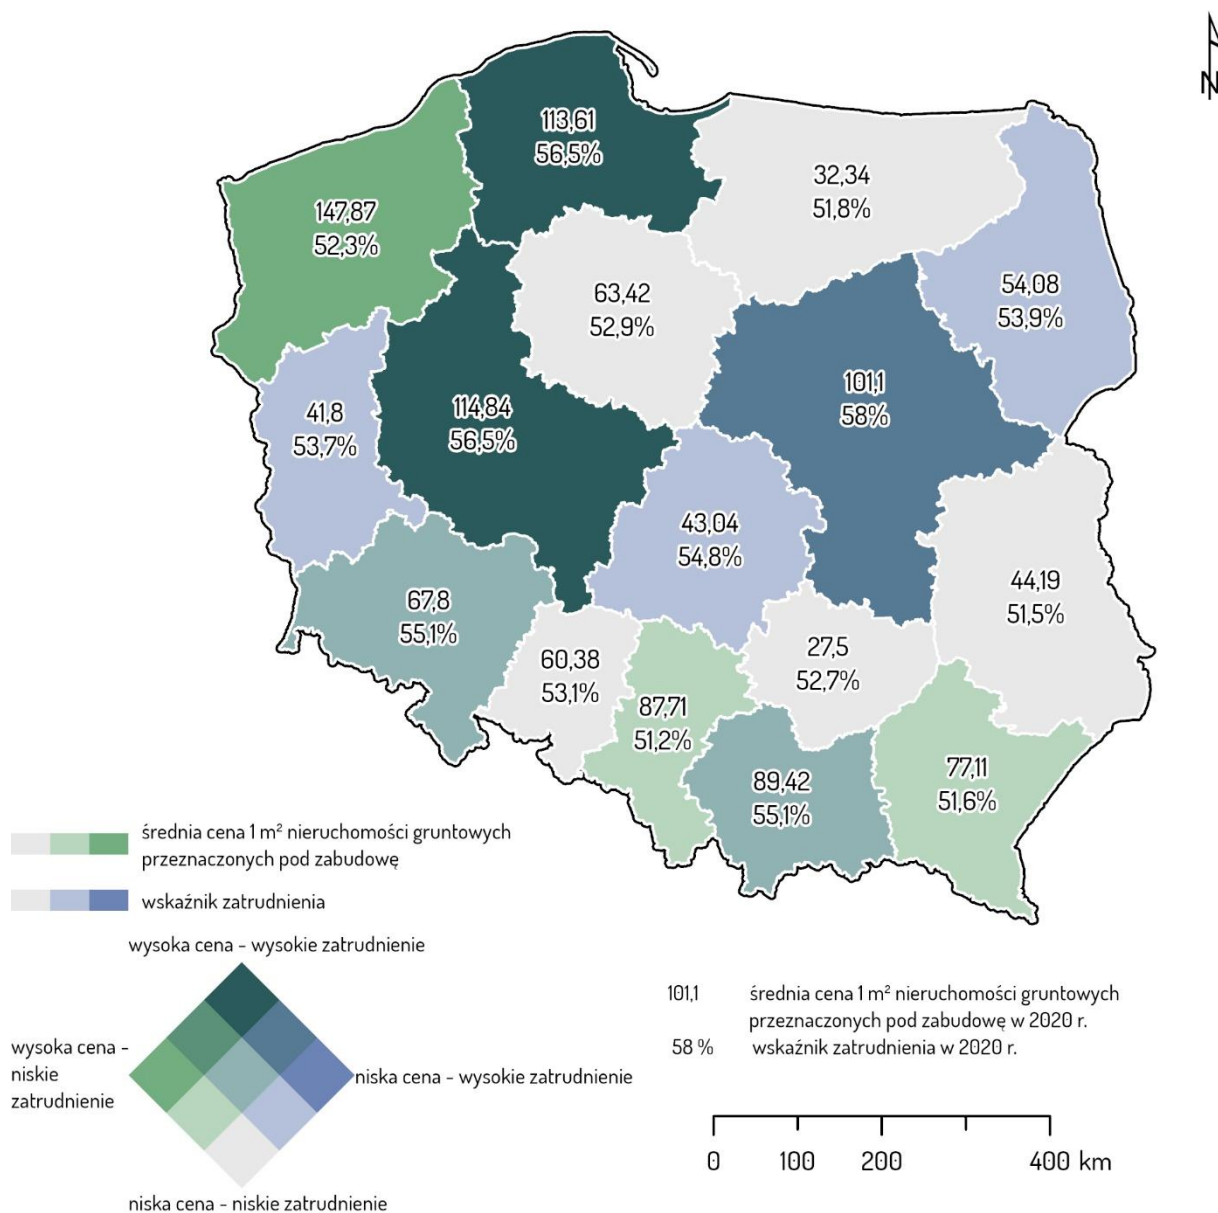 N
113,61
56,5%
32,34
51,8%
147,87
52,3%
54,08
53,9%
63,42
52,9%
101,1
58%
41,8
53,7%
114,84
56,5%
43,04
54,8%
44,19
51,5%
67,8
55,1%
27,5
52,7%
60,38
53,1%
87,71
51,2%
89,42
55,1%
77,11
51,6%
średnia cena 1 m² nieruchomości gruntowych
przeznaczonych pod zabudowę
wskaźnik zatrudnienia
wysoka cena - wysokie zatrudnienie
wysoka cena -
niskie
zatrudnienie
niska cena - wysokie zatrudnienie
niska cena - niskie zatrudnienie
101,1 średnia cena 1 m² nieruchomości gruntowych
przeznaczonych pod zabudowę w 2020 r.
58 % wskaźnik zatrudnienia w 2020 r.
0 100 200 400 km